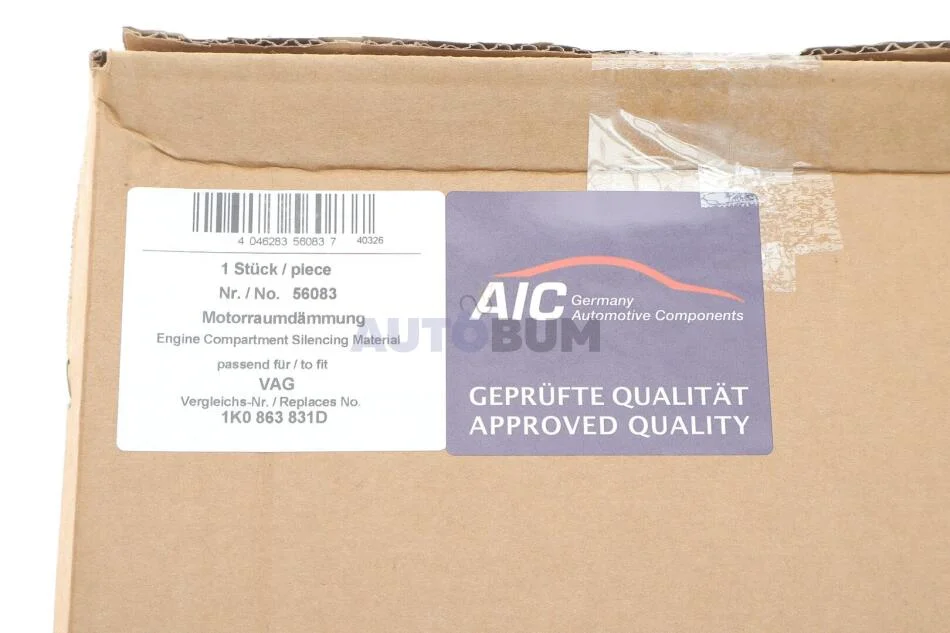 4 046283 56083 7 40326
1 Stück / piece
Nr. / No. 56083
Motorraumdämmung
Engine Compartment Silencing Material
passend für / to fit
VAG
Vergleichs-Nr. / Replaces No.
1K0 863 831D
AIC Germany
Automotive Components
GEPRÜFTE QUALITÄT
APPROVED QUALITY
AUTOBUM